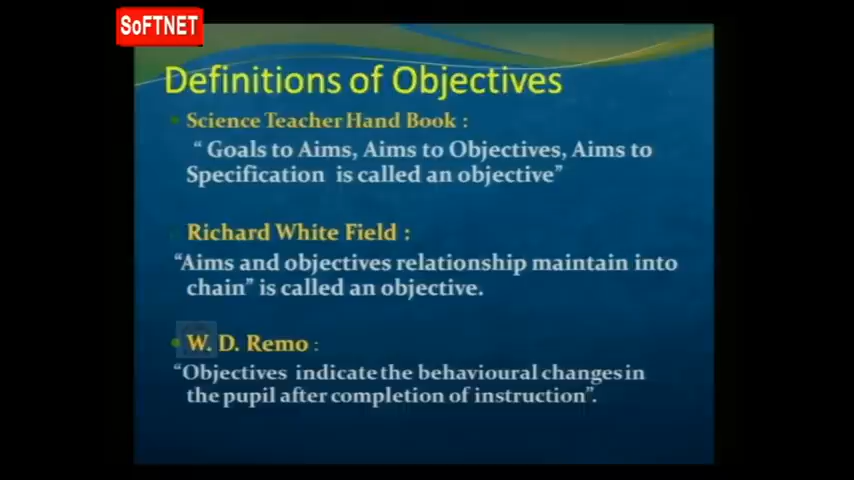 SoFTNET
Definitions of Objectives
Science Teacher Hand Book :
“ Goals to Aims, Aims to Objectives, Aims to
Specification is called an objective”
Richard White Field :
“Aims and objectives relationship maintain into
chain” is called an objective.
W. D. Remo :
“Objectives indicate the behavioural changes in
the pupil after completion of instruction”.